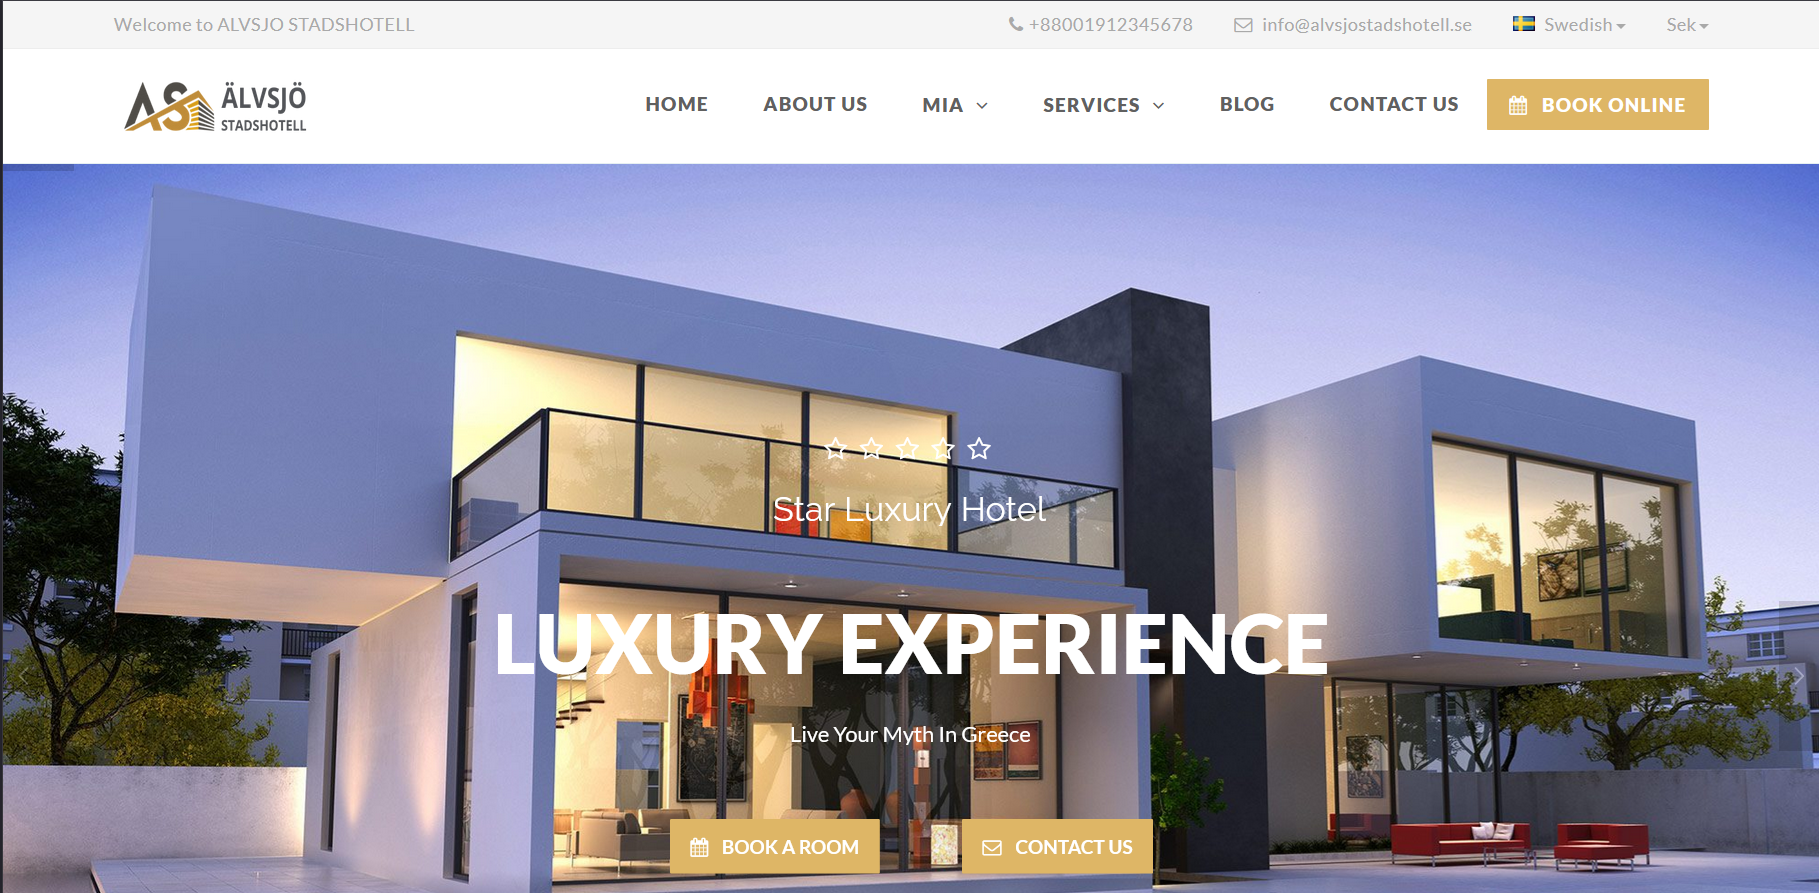 Welcome to ALVSJO STADSHOTELL
+88001912345678
info@alvsjostadshotell.se
Swedish
Sek
AS ÄLVSJÖ
STADSHOTELL
HOME
ABOUT US
MIA
SERVICES
BLOG
CONTACT US
BOOK ONLINE
Star Luxury Hotel
LUXURY EXPERIENCE
Live Your Myth In Greece
BOOK A ROOM
CONTACT US